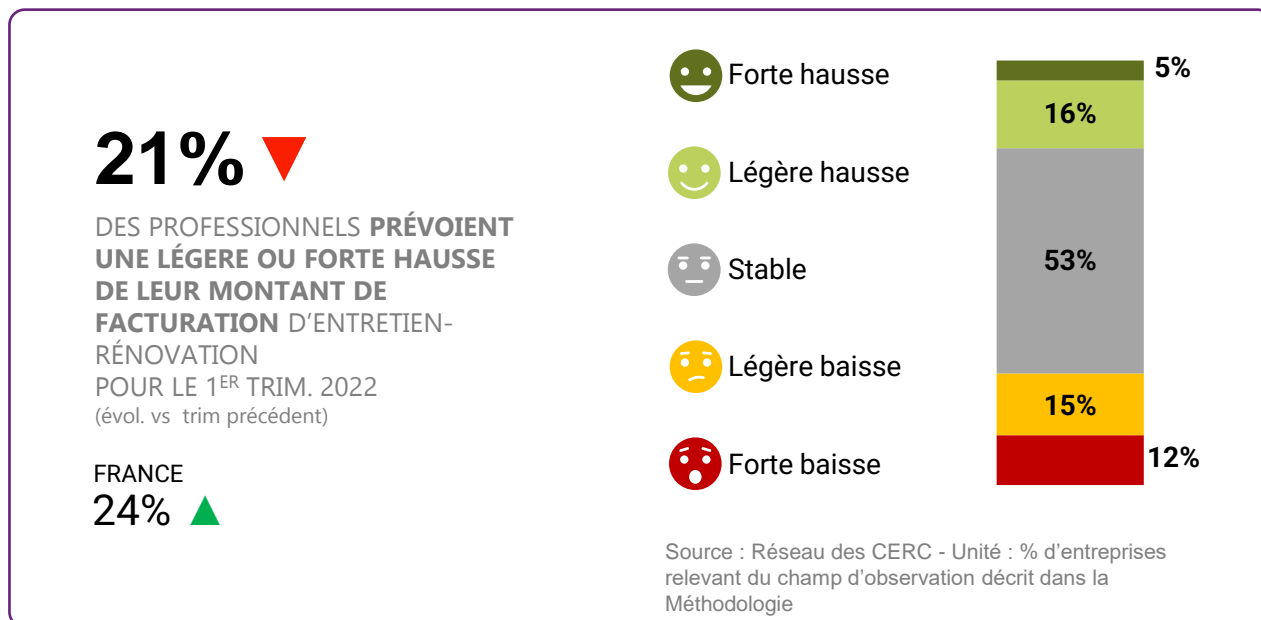 21%
DES PROFESSIONNELS PRÉVOIENT
UNE LÉGERE OU FORTE HAUSSE
DE LEUR MONTANT DE
FACTURATION D'ENTRETIEN-
RÉNOVATION
POUR LE 1ER TRIM. 2022
(évol. vs trim précédent)
FRANCE
24%
Forte hausse
Légère hausse
Stable
Légère baisse
Forte baisse
5%
16%
53%
15%
12%
Source : Réseau des CERC - Unité : % d'entreprises
relevant du champ d'observation décrit dans la
Méthodologie